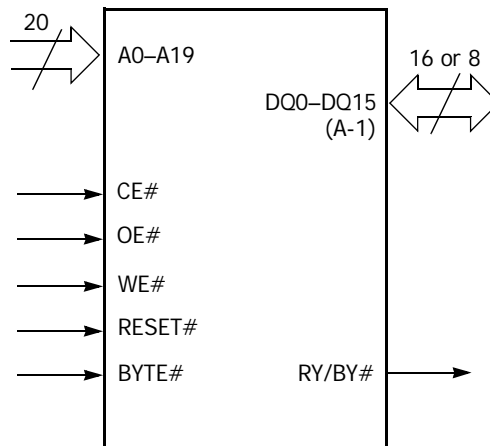 20
A0–A19
16 or 8
DQ0–DQ15
(A-1)
CE#
OE#
WE#
RESET#
BYTE#
RY/BY#